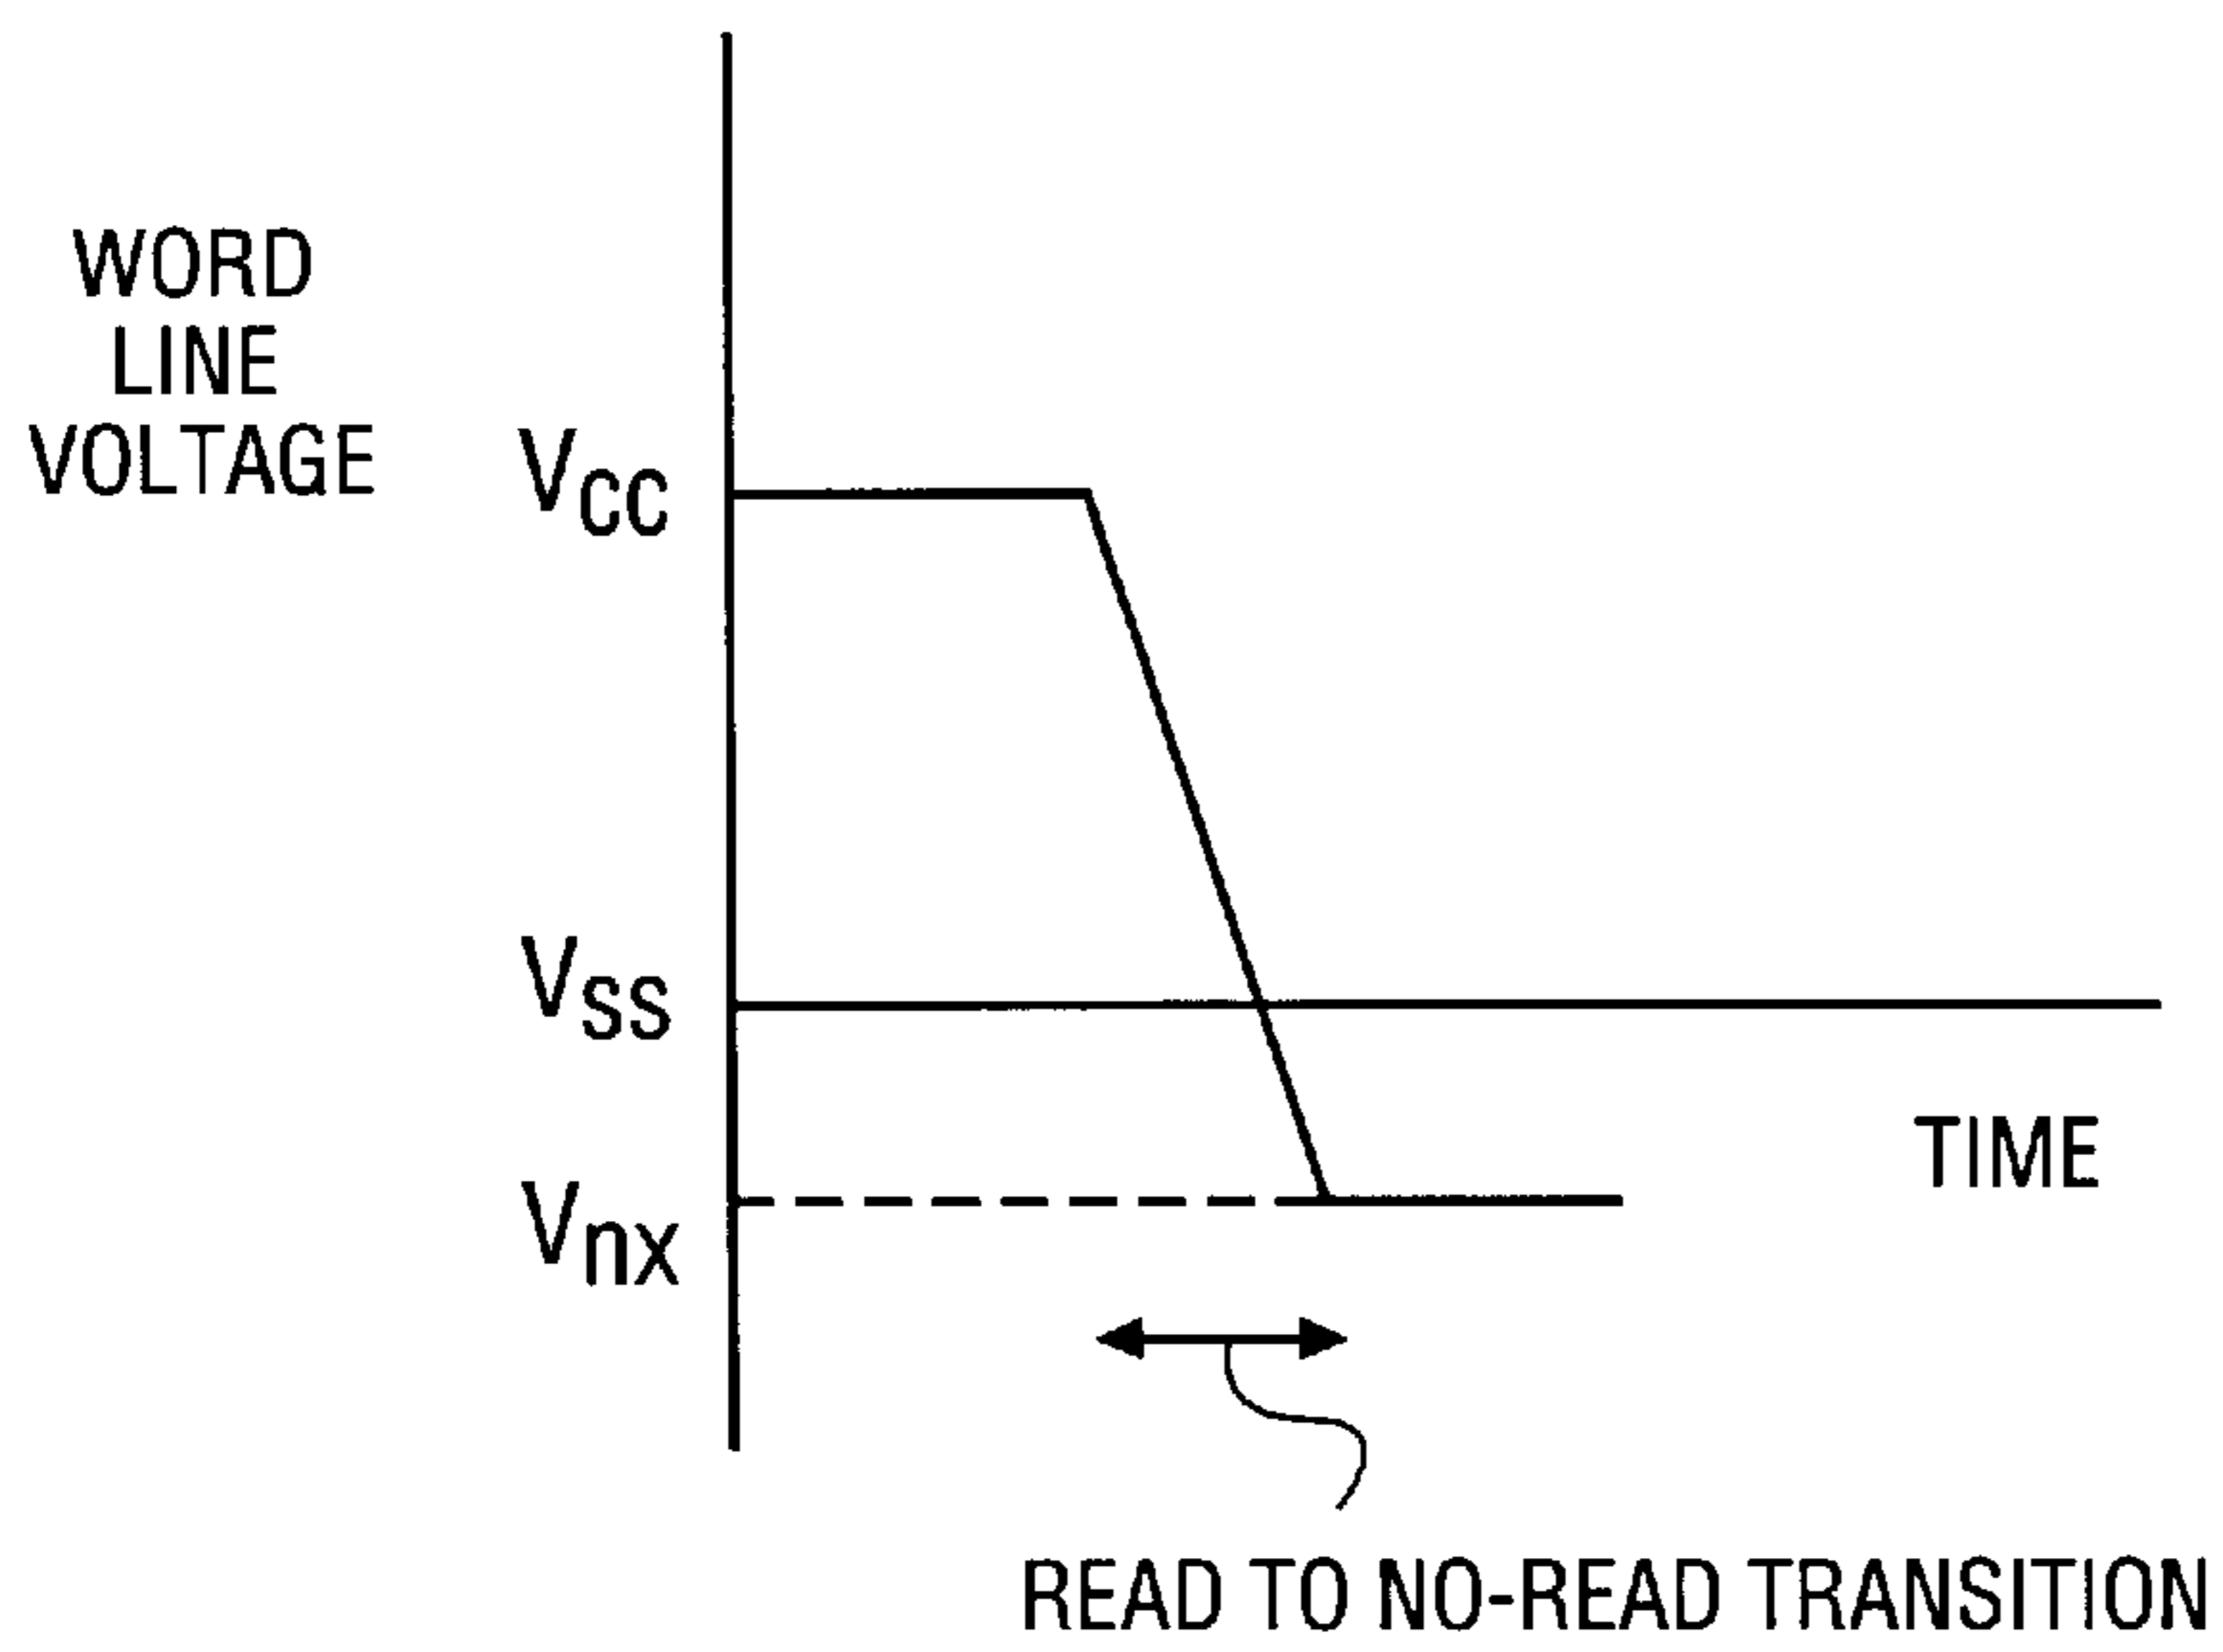 WORD
LINE
VOLTAGE
VCC
VSS
Vnx
TIME
READ TO NO-READ TRANSITION